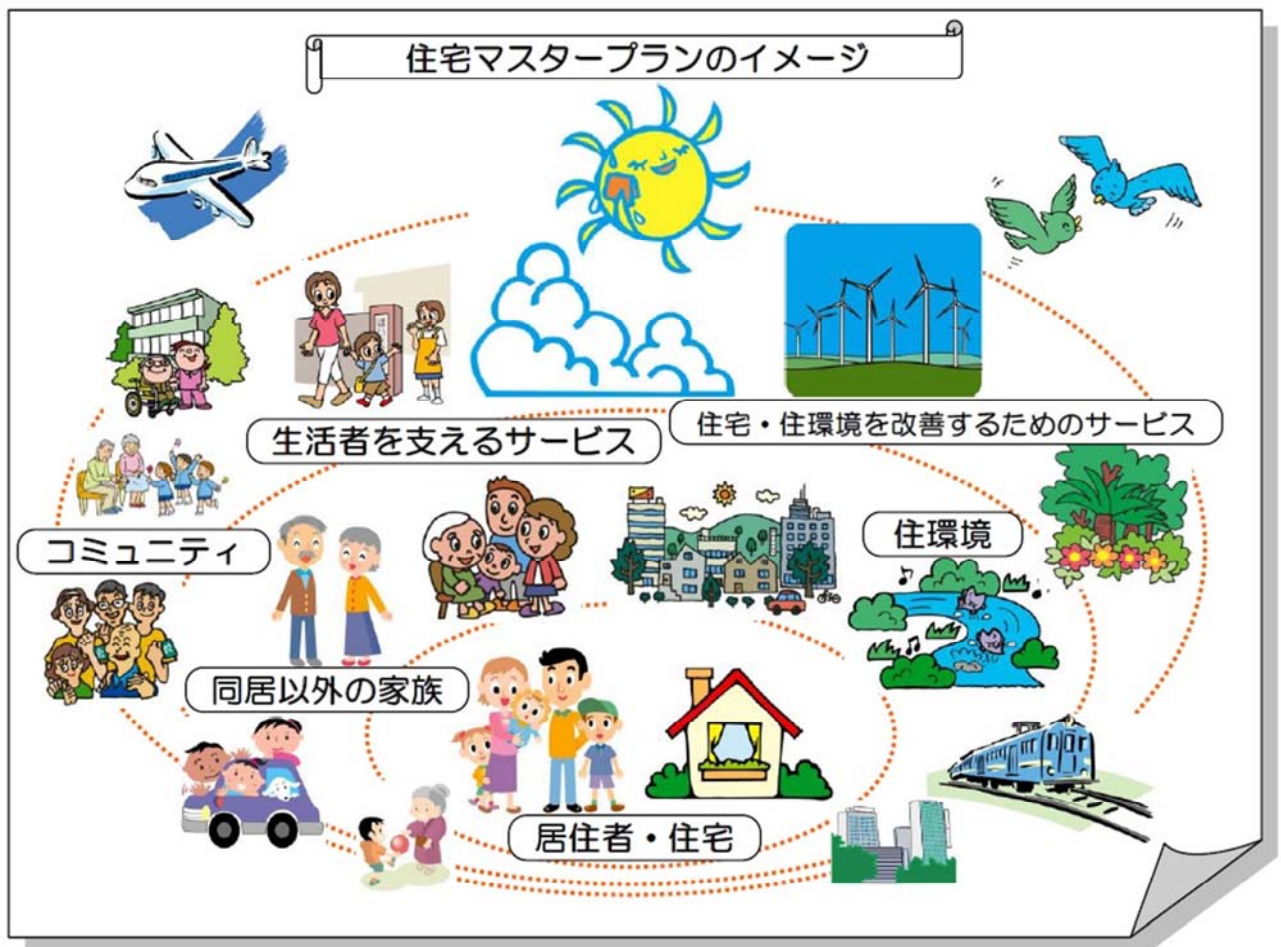 住宅マスタープランのイメージ
生活者を支えるサービス
住宅・住環境を改善するためのサービス
コミュニティ
住環境
同居以外の家族
居住者・住宅